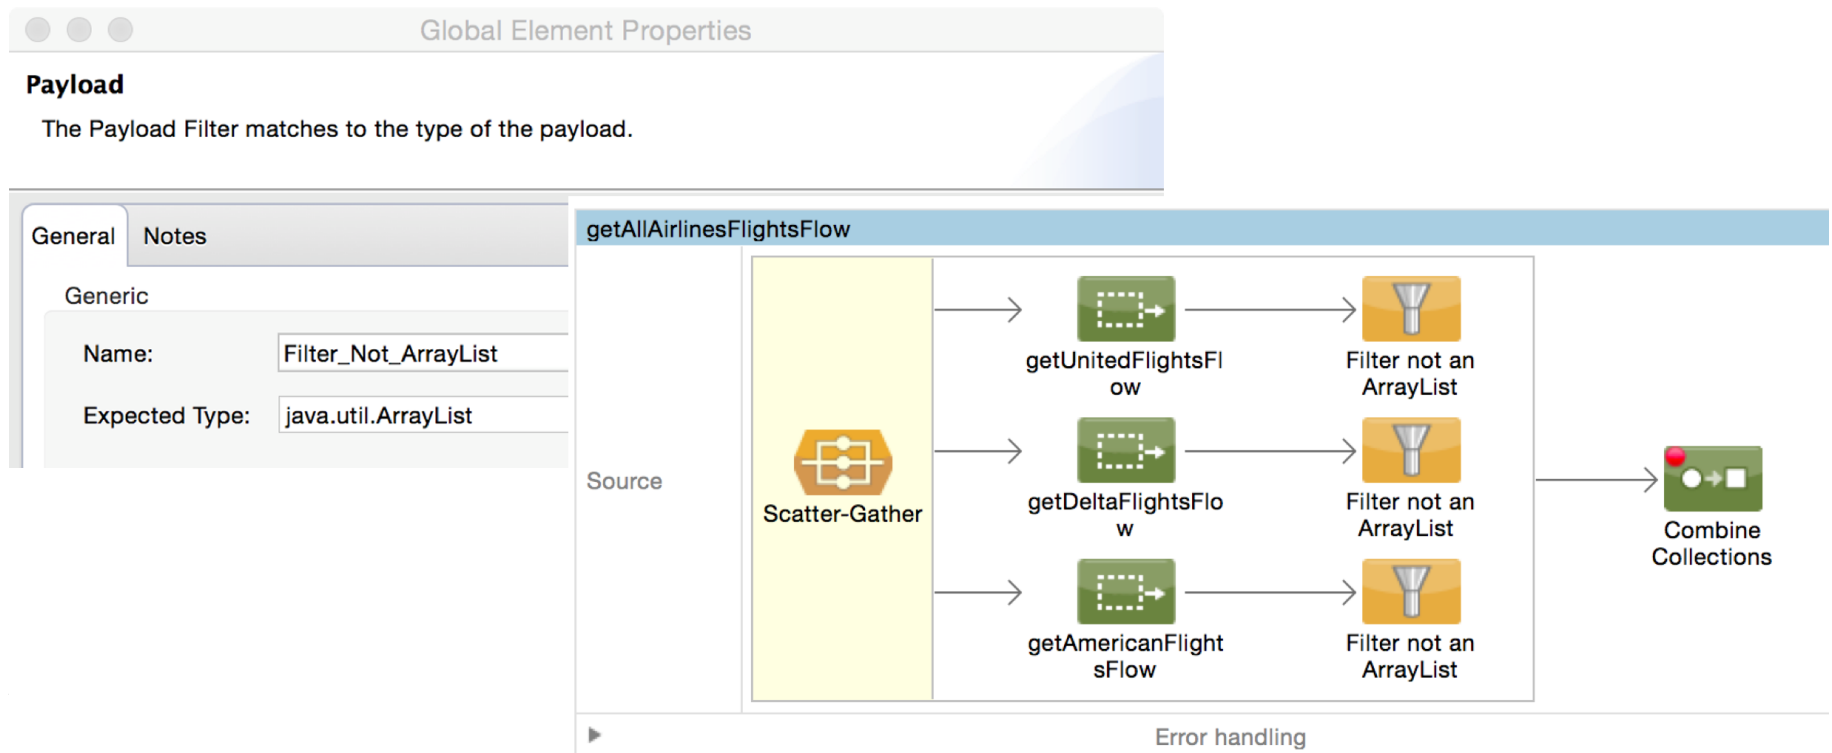 Global Element Properties
Payload
The Payload Filter matches to the type of the payload.
General
Notes
Generic
Name:
Filter_Not_ArrayList
Expected Type:
java.util.ArrayList
getAllAirlinesFlightsFlow
Source
Scatter-Gather
getUnitedFlightsFl
ow
Filter not an
ArrayList
getDeltaFlightsFlo
w
Filter not an
ArrayList
getAmericanFlight
sFlow
Filter not an
ArrayList
Combine
Collections
Error handling